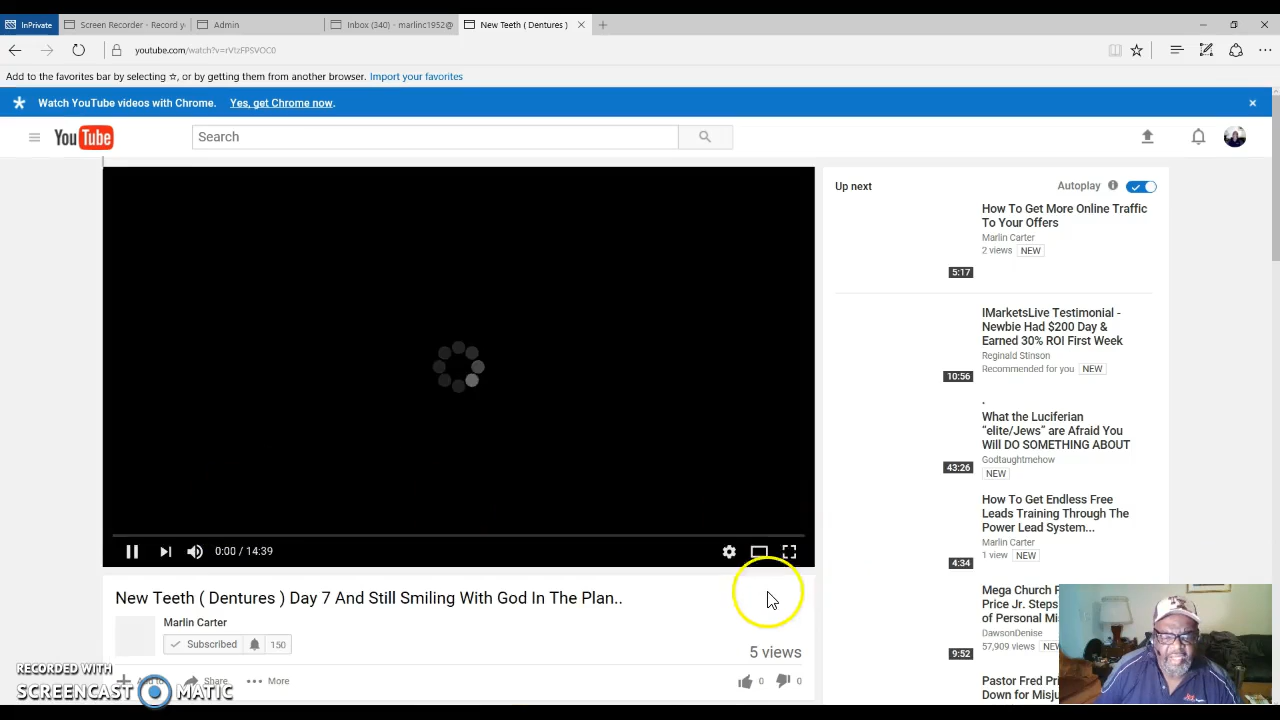 InPrivate
Screen Recorder - Record y
Admin
Inbox (340) - marlinc1952@
New Teeth ( Dentures )
youtube.com/watch?v=rVtzFPSVOC0
Add to the favorites bar by selecting ☆, or by getting them from another browser. Import your favorites
Watch YouTube videos with Chrome. Yes, get Chrome now.
YouTube
Search
Up next
Autoplay
How To Get More Online Traffic
To Your Offers
Marlin Carter
2 views NEW
5:17
IMarketsLive Testimonial -
Newbie Had $200 Day &
Earned 30% ROI First Week
Reginald Stinson
Recommended for you NEW
10:56
.
What the Luciferian
“elite/Jews” are Afraid You
Will DO SOMETHING ABOUT
Godtaughtmehow
43:26
NEW
How To Get Endless Free
Leads Training Through The
Power Lead System...
Marlin Carter
1 view NEW
4:34
0:00 / 14:39
New Teeth ( Dentures ) Day 7 And Still Smiling With God In The Plan..
Marlin Carter
Subscribed 150
5 views
Share
More
0
0
Mega Church
Price Jr. Steps
of Personal
DawsonDenise
57,909 views
9:52
Pastor Fred
Down for
RECORDED WITH
SCREENCAST MATIC